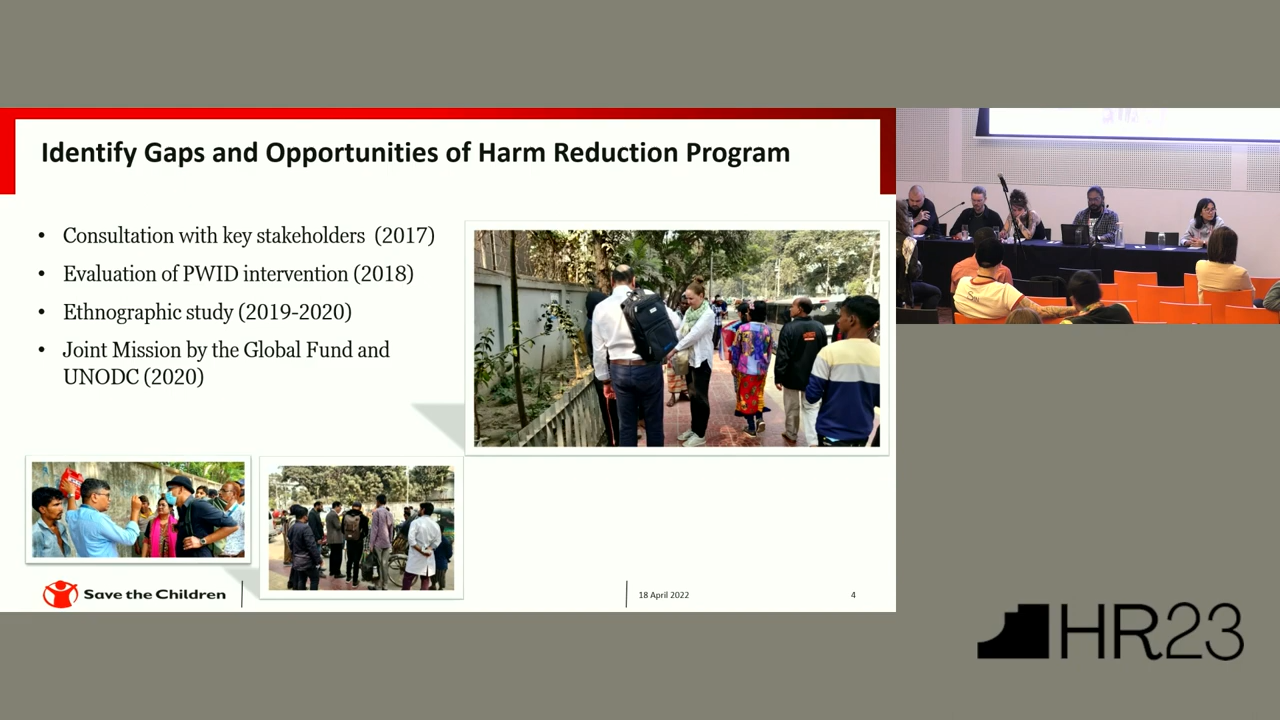 Identify Gaps and Opportunities of Harm Reduction Program
• Consultation with key stakeholders (2017)
• Evaluation of PWID intervention (2018)
• Ethnographic study (2019-2020)
• Joint Mission by the Global Fund and
UNODC (2020)
Save the Children
18 April 2022
4
HR23